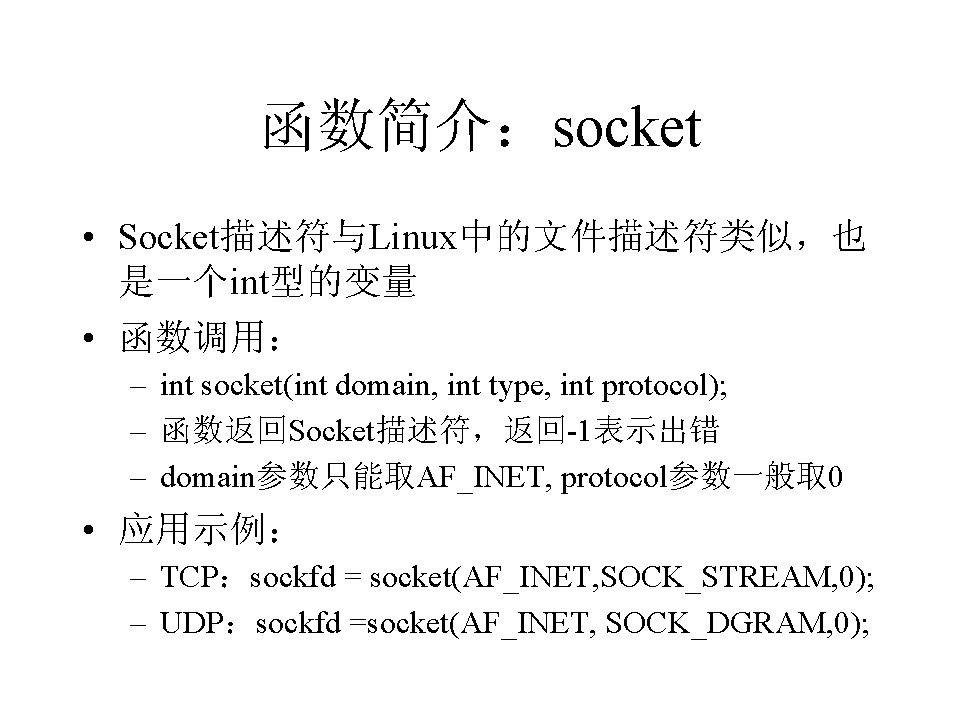 函数简介：socket
• Socket描述符与Linux中的文件描述符类似，也
是一个int型的变量
• 函数调用：
– int socket(int domain, int type, int protocol);
– 函数返回Socket描述符，返回-1表示出错
– domain参数只能取AF_INET, protocol参数一般取0
• 应用示例：
– TCP：sockfd = socket(AF_INET,SOCK_STREAM,0);
– UDP：sockfd =socket(AF_INET, SOCK_DGRAM,0);